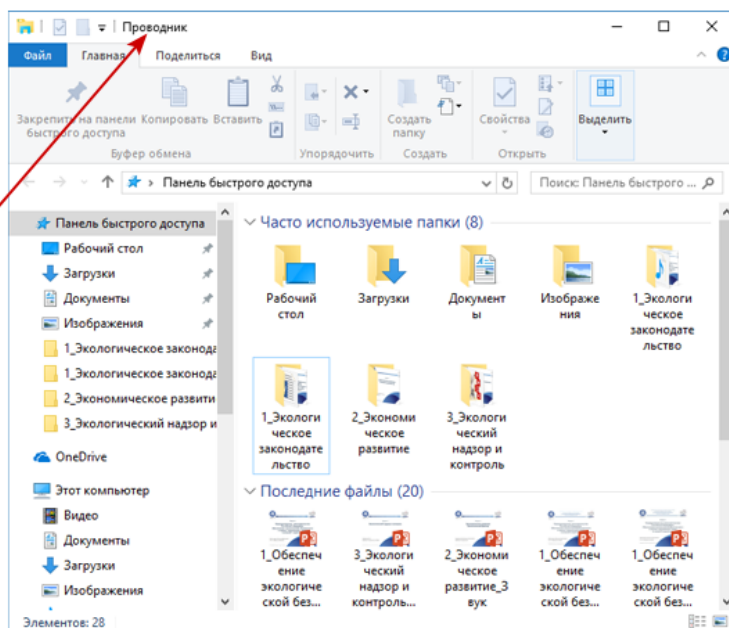 Проводник
Файл Главная Поделиться Вид
Закрепить на панели быстрого доступа
Копировать
Вставить
Создать папку
Свойства
Выделить
Буфер обмена
Упорядочить
Создать
Открыть
Панель быстрого доступа
Поиск: Панель быстрого ...
Панель быстрого доступа
Рабочий стол
Загрузки
Документы
Изображения
1_Экологическое законода
1_Экологическое законода
2_Экономическое развити
3_Экологический надзор и
OneDrive
Этот компьютер
Видео
Документы
Загрузки
Изображения
Часто используемые папки (8)
Рабочий
стол
Загрузки
Документ
ы
Изображе
ния
1_Экологи
ческое
законодате
льство
1_Экологи
ческое
законодате
льство
2_Экономи
ческое
развитие
3_Экологи
ческий
надзор и
контроль
Последние файлы (20)
1_Обеспеч
ение
экологиче
ской без...
3_Экологи
ческий
надзор и
контроль...
2_Экономи
ческое
развитие_З
вук
1_Обеспеч
ение
экологиче
ской без...
1_Обеспеч
ение
экологиче
ской без...
Элементов: 28